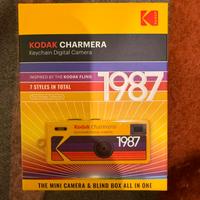 Kodak
KODAK CHARMERA
Keychain Digital Camera
INSPIRED BY THE KODAK FLING
1987
7 STYLES IN TOTAL
Kodak
CHARMERA
1987
THE MINI CAMERA & BLIND BOX ALL IN ONE